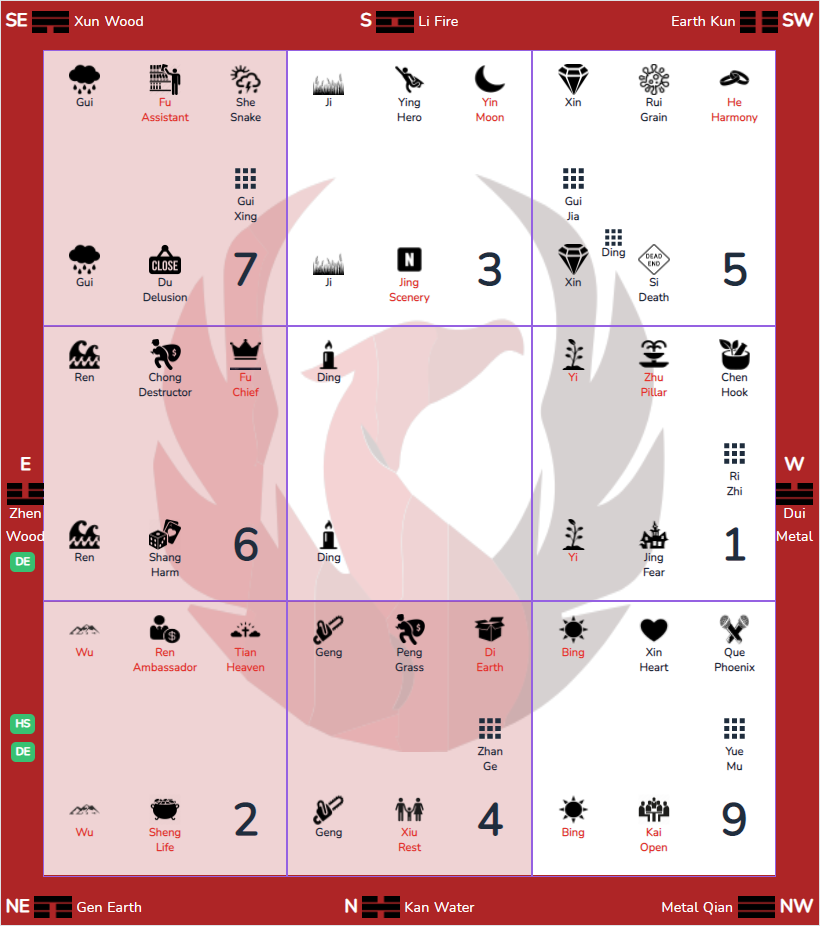 SE Xun Wood
S Li Fire
Earth Kun SW
Gui
Fu
Assistant
She
Snake
Gui
Xing
Gui
CLOSE
Du
Delusion
7
Ji
Ying
Hero
Yin
Moon
Ji
N
Jing
Scenery
3
Xin
Rui
Grain
He
Harmony
Gui
Jia
Ding
Xin
DEAD
END
Si
Death
5
E
Zhen
Wood
DE
Ren
Chong
Destructor
$
Fu
Chief
Ren
Shang
Harm
6
Ding
Ding
Yi
Zhu
Pillar
Chen
Hook
Ri
Zhi
Yi
Jing
Fear
1
W
Dui
Metal
HS
DE
Wu
Ren
Ambassador
$
Tian
Heaven
Wu
Sheng
Life
2
Geng
Peng
Grass
$
Di
Earth
Zhan
Ge
Geng
Xiu
Rest
4
Bing
Xin
Heart
Que
Phoenix
Yue
Mu
Bing
Kai
Open
9
NE Gen Earth
N Kan Water
Metal Qian NW